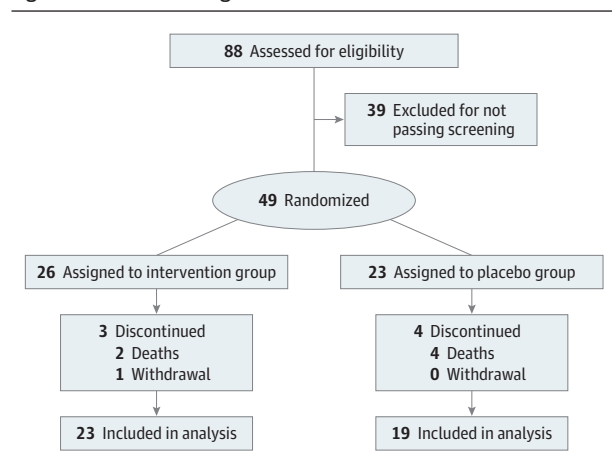 88 Assessed for eligibility
39 Excluded for not
passing screening
49 Randomized
26 Assigned to intervention group
23 Assigned to placebo group
3 Discontinued
2 Deaths
1 Withdrawal
4 Discontinued
4 Deaths
0 Withdrawal
23 Included in analysis
19 Included in analysis